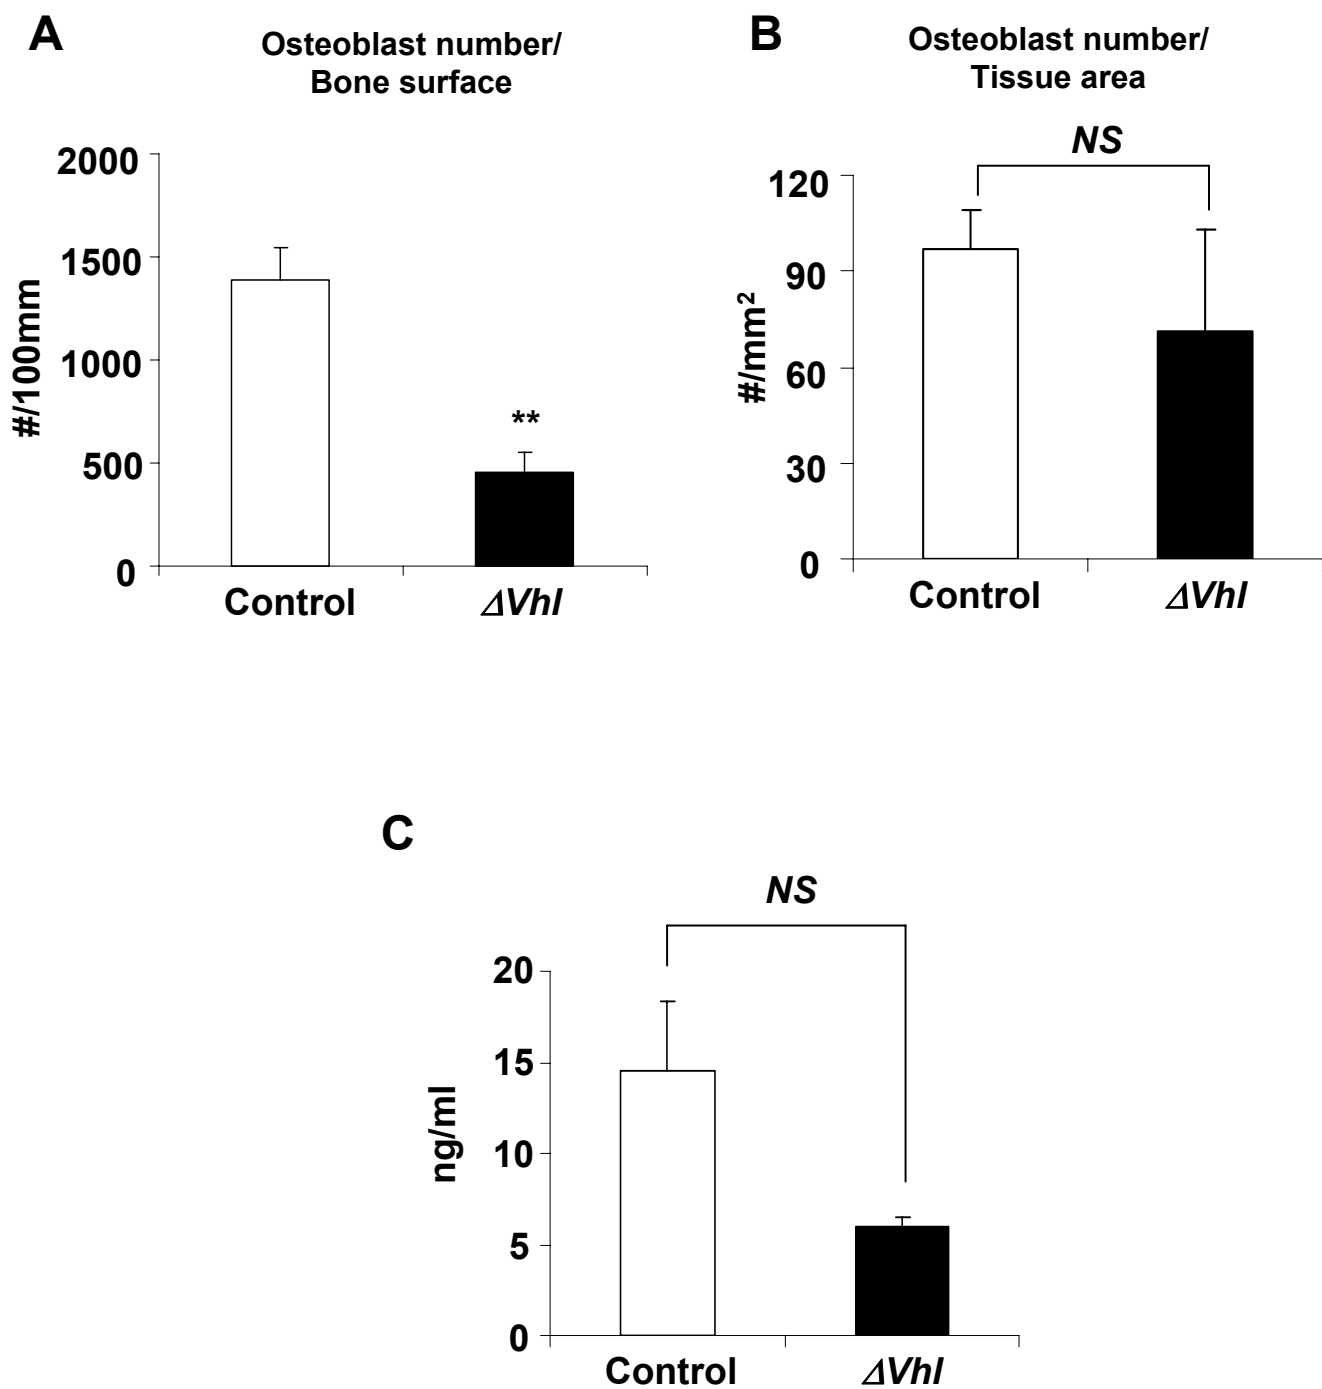 A
Osteoblast number/
Bone surface
2000
1500
1000
500
0
#/100mm
**
Control
ΔVhl
B
Osteoblast number/
Tissue area
NS
120
90
60
30
0
#/mm²
Control
ΔVhl
C
NS
20
15
10
5
0
ng/ml
Control
ΔVhl